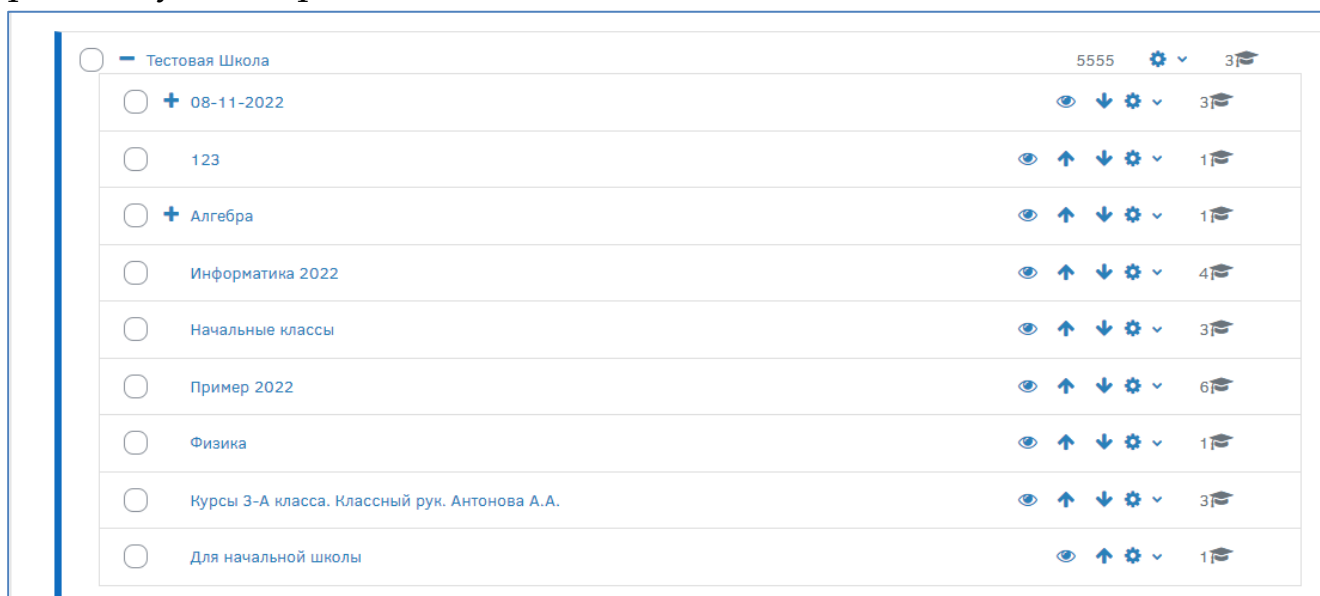 Тестовая Школа 5555 3
08-11-2022 3
123 1
Алгебра 1
Информатика 2022 4
Начальные классы 3
Пример 2022 6
Физика 1
Курсы 3-А класса. Классный рук. Антонова А.А. 3
Для начальной школы 1